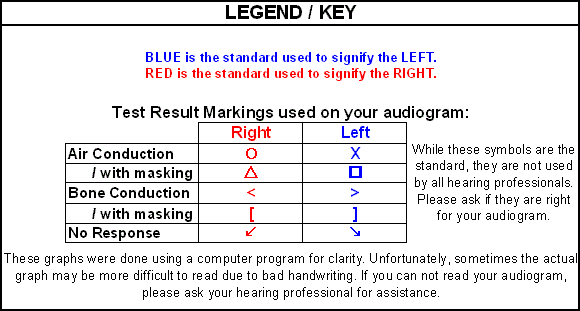 LEGEND / KEY
BLUE is the standard used to signify the LEFT.
RED is the standard used to signify the RIGHT.
Test Result Markings used on your audiogram:
Right Left
Air Conduction O X
/ with masking △ □
Bone Conduction < >
/ with masking [ ]
No Response ↙ ↘
While these symbols are the
standard, they are not used
by all hearing professionals.
Please ask if they are right
for your audiogram.
These graphs were done using a computer program for clarity. Unfortunately, sometimes the actual
graph may be more difficult to read due to bad handwriting. If you can not read your audiogram,
please ask your hearing professional for assistance.